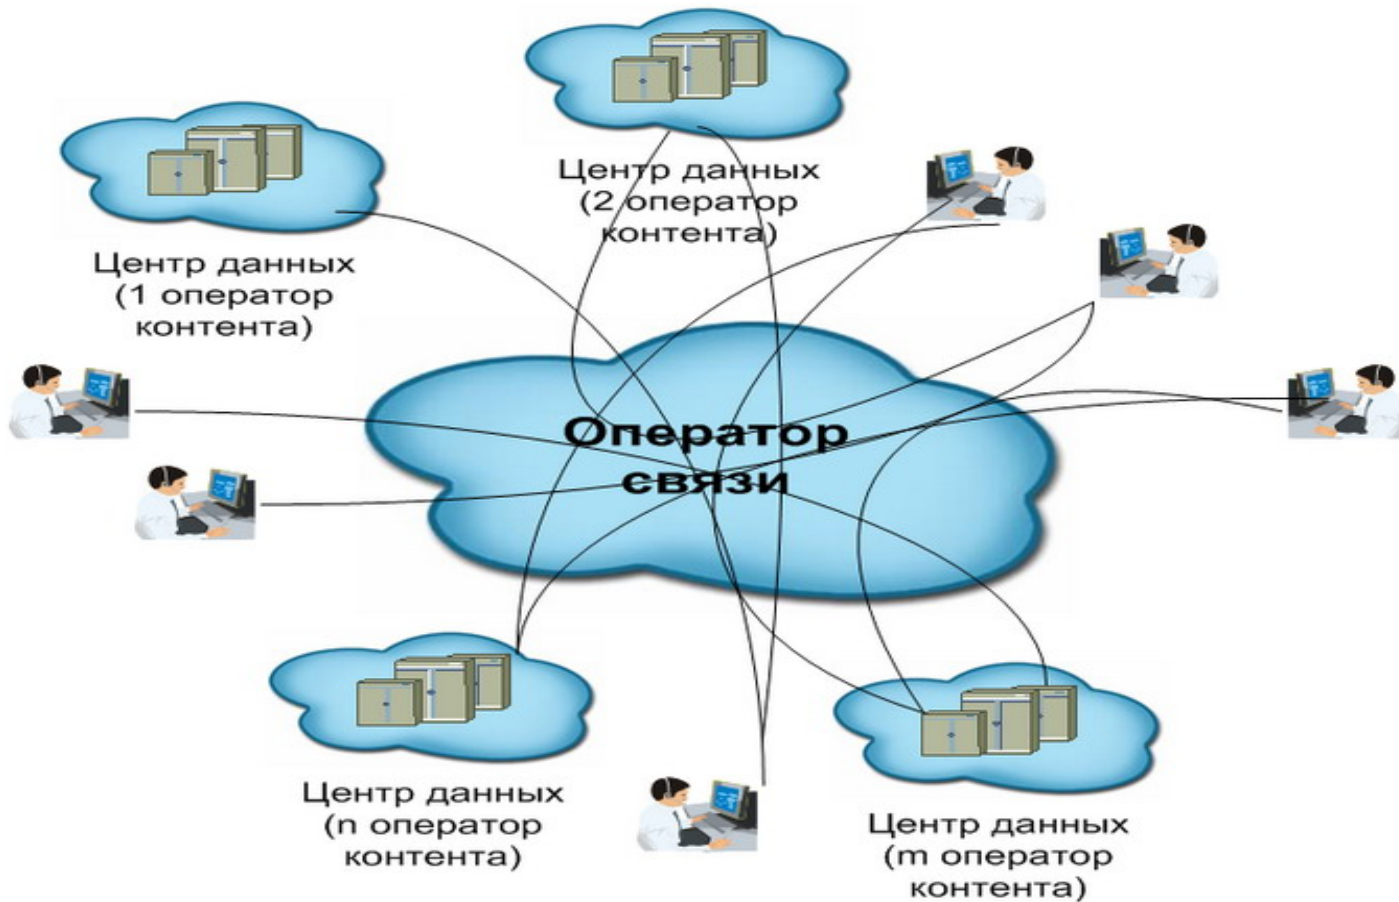 Центр данных
(2 оператор
контента)
Центр данных
(1 оператор
контента)
Оператор
связи
Центр данных
(n оператор
контента)
Центр данных
(m оператор
контента)